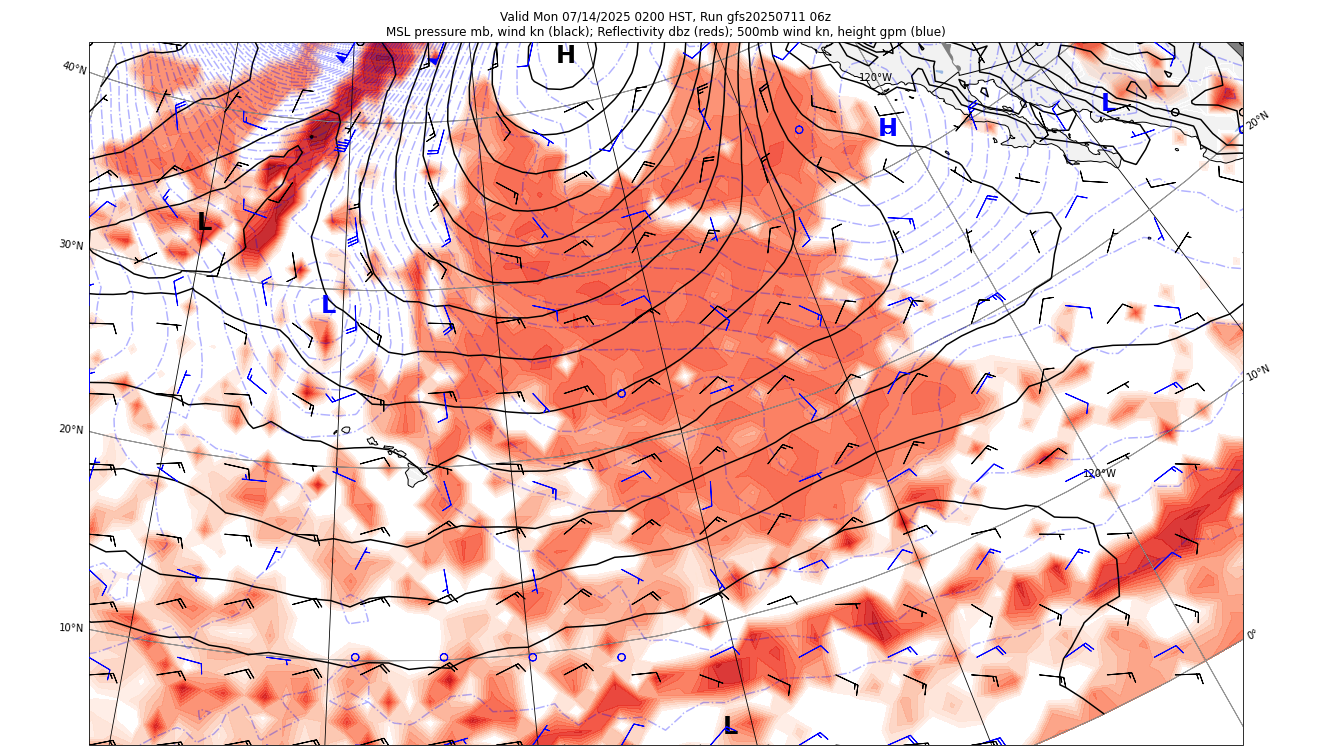 Valid Mon 07/14/2025 0200 HST, Run gfs20250711 06z
MSL pressure mb, wind kn (black); Reflectivity dbz (reds); 500mb wind kn, height gpm (blue)
H
40°N
120°W
L
H
20°N
L
30°N
L
10°N
20°N
120°W
10°N
0°
L